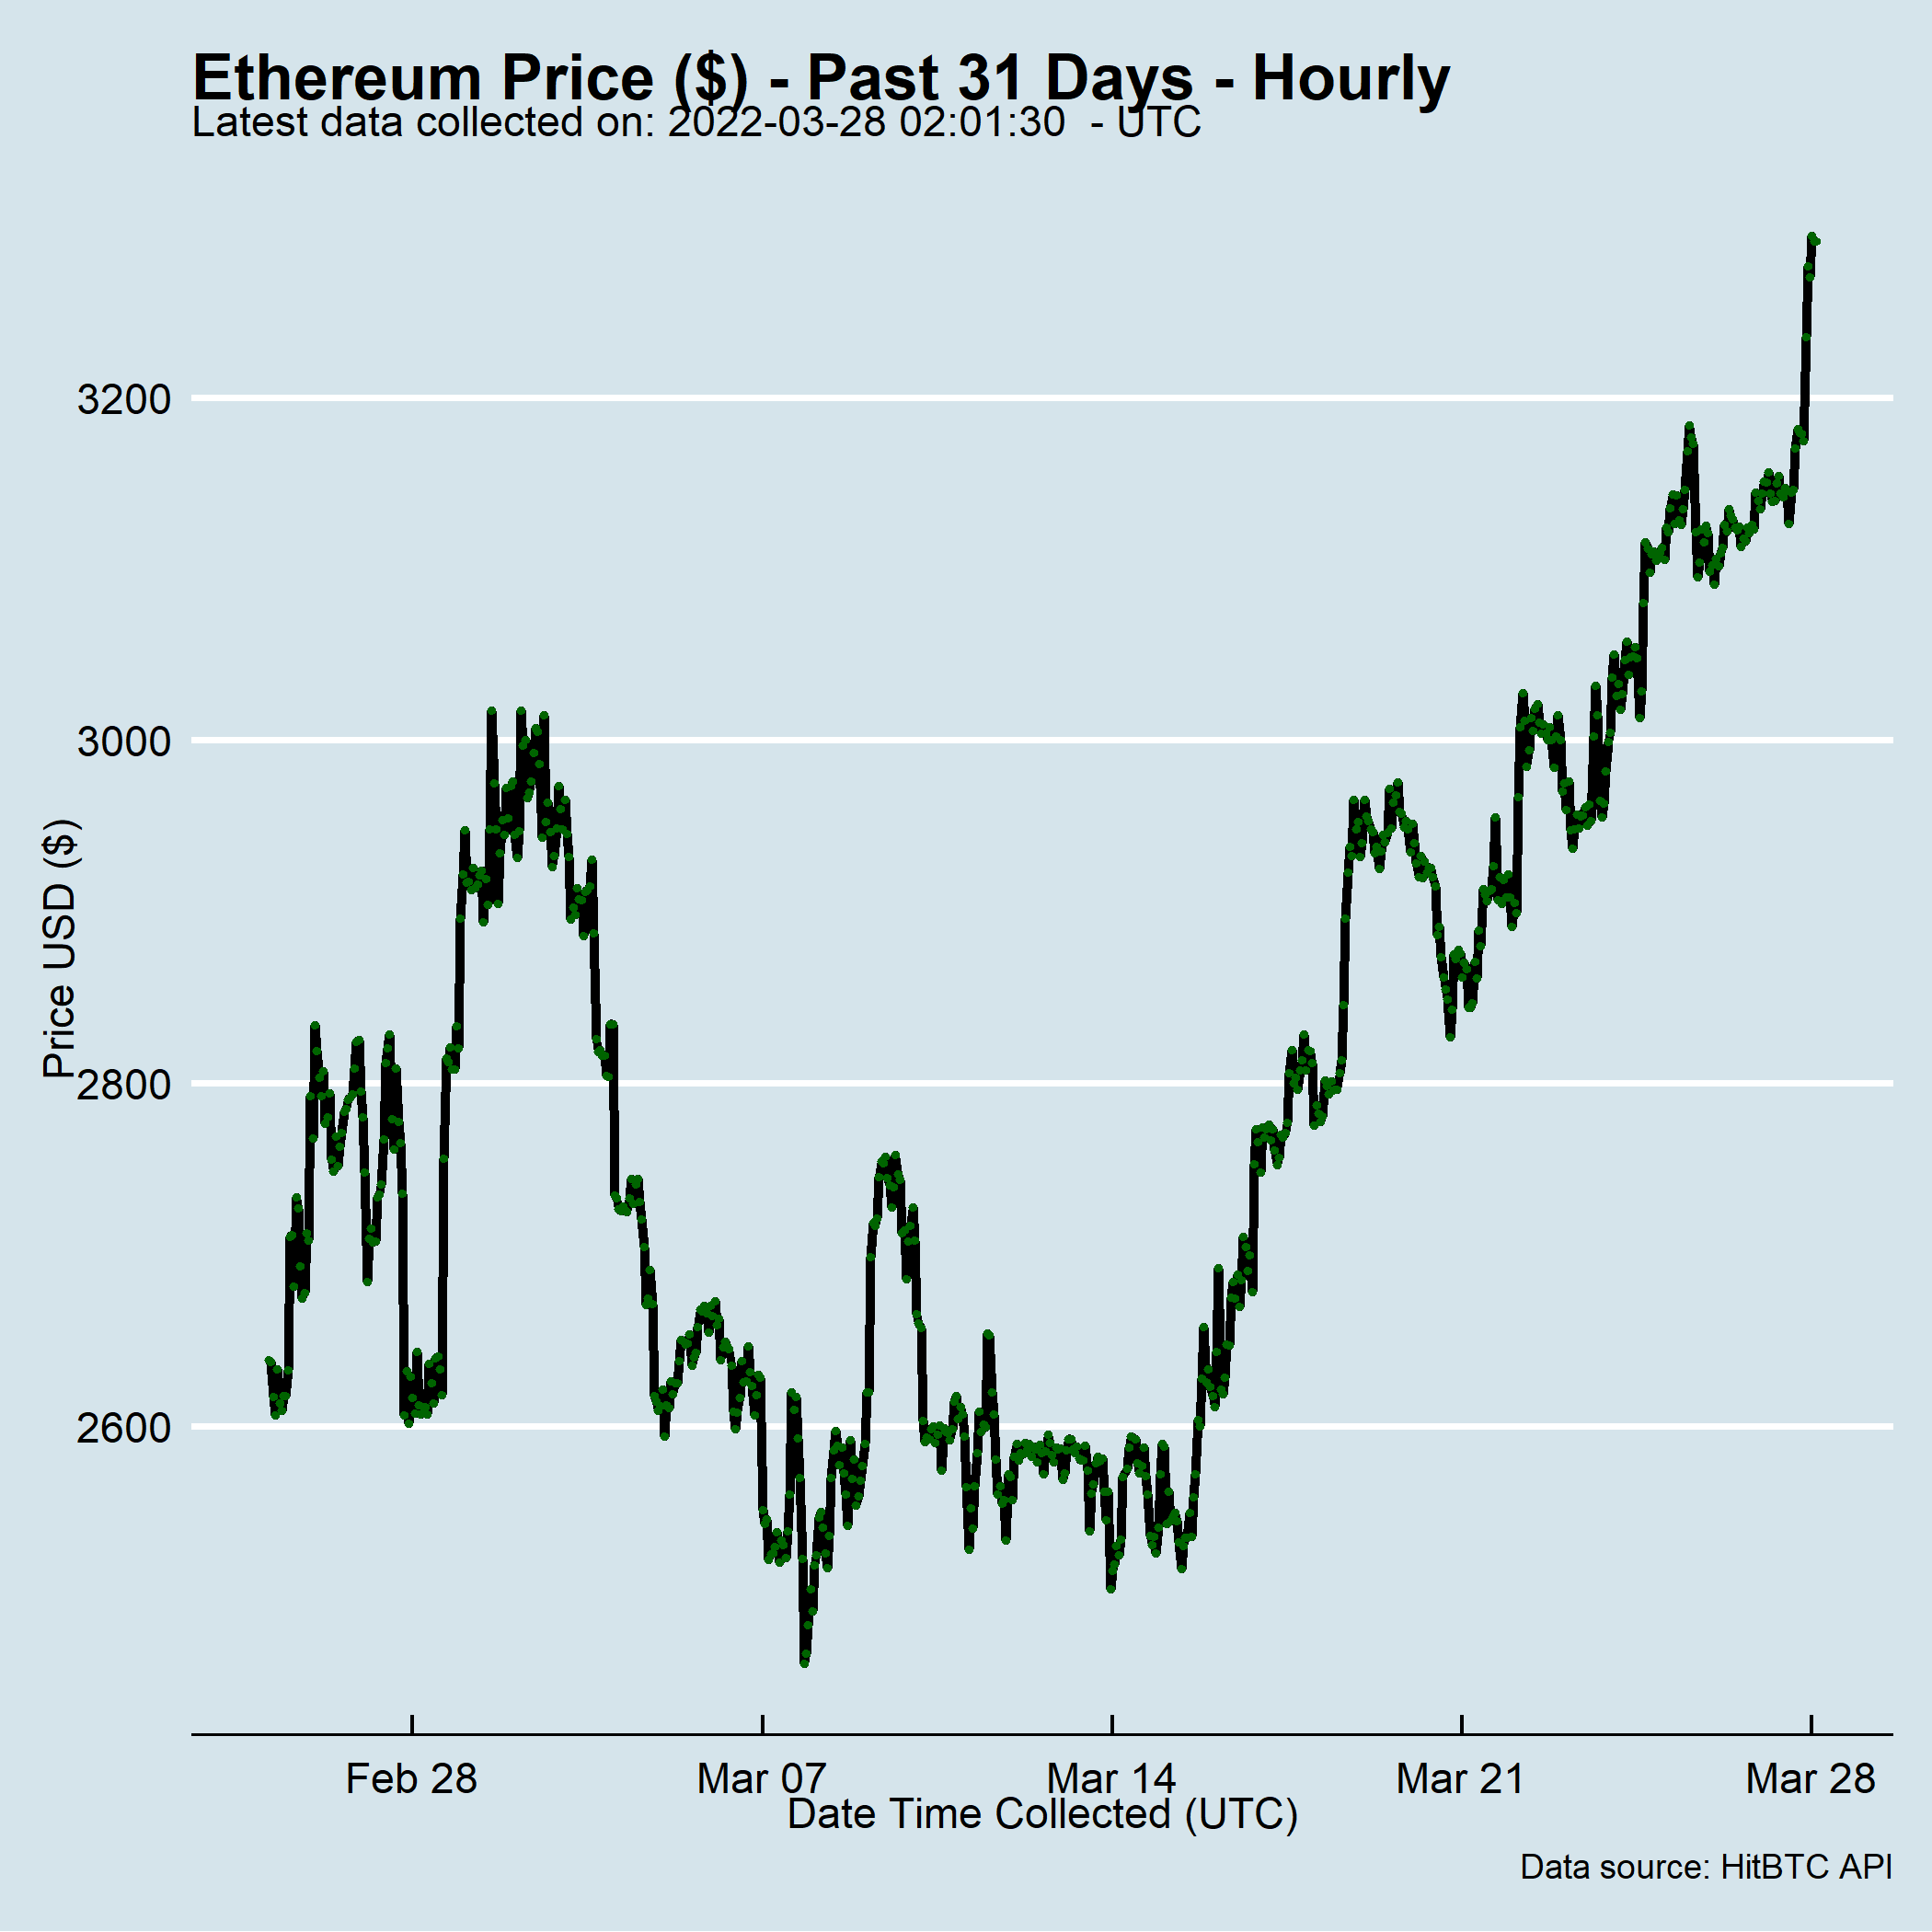 Ethereum Price ($) - Past 31 Days - Hourly
Latest data collected on: 2022-03-28 02:01:30  - UTC
Price USD ($)
3200
3000
2800
2600
Feb 28
Mar 07
Mar 14
Mar 21
Mar 28
Date Time Collected (UTC)
Data source: HitBTC API